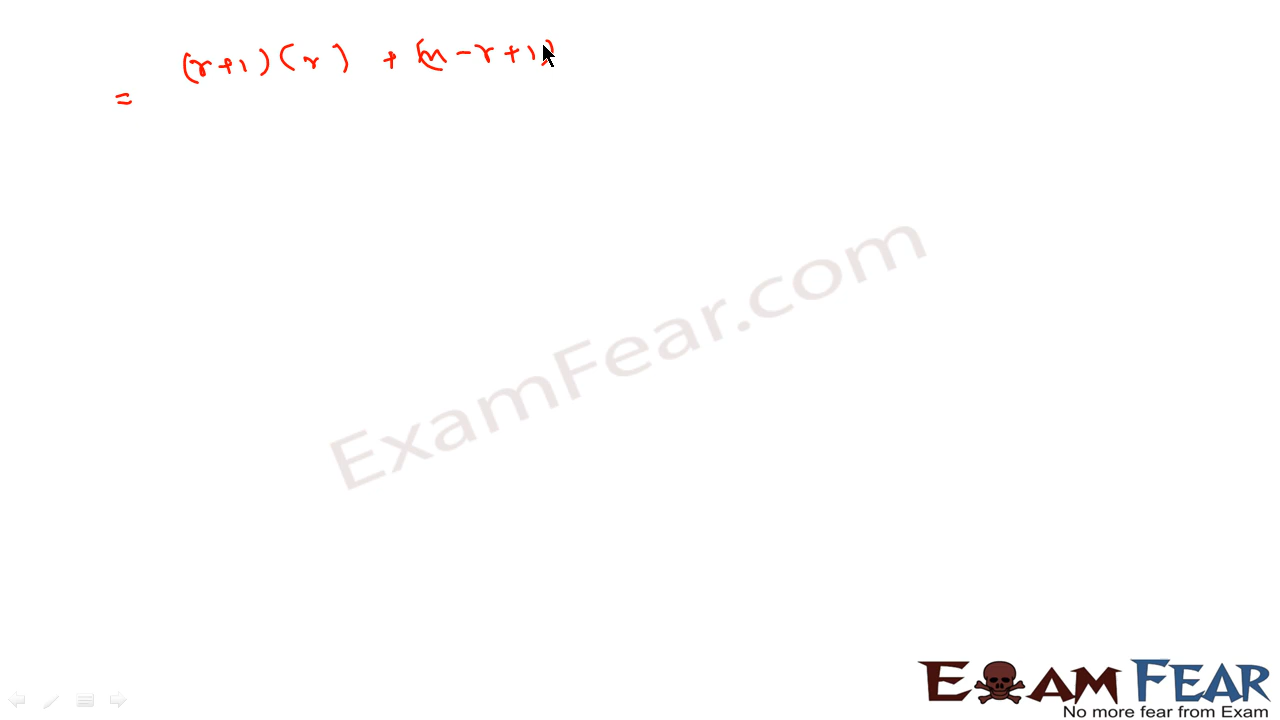 (r+1)(r) + (n-r+1)
=
ExamFear.com
EXAM FEAR
No more fear from Exam